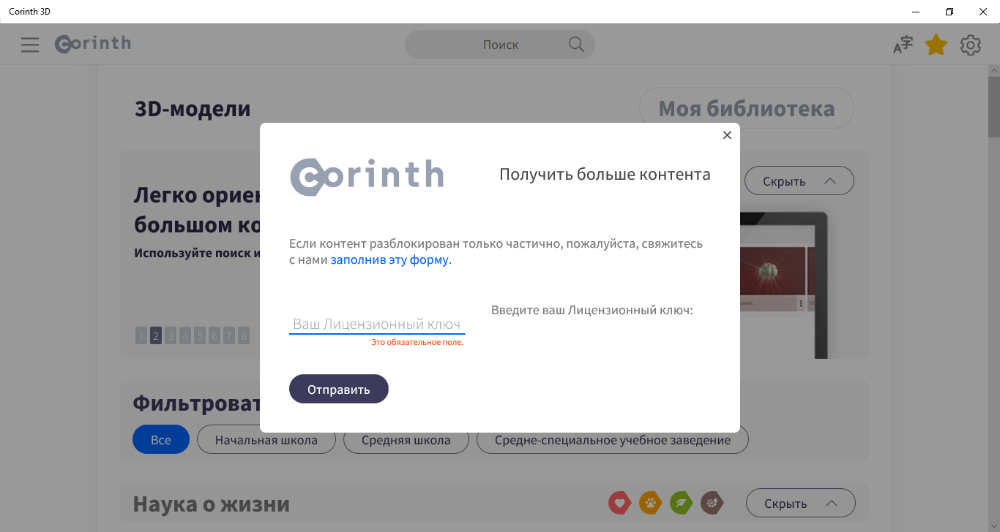 Corinth 3D
Corinth
Поиск
3D-модели
Моя библиотека
Corinth
Получить больше контента
Скрыть
Легко
большом
Используйте поиск
Если контент разблокирован только частично, пожалуйста, свяжитесь
с нами заполнив эту форму.
Введите ваш Лицензионный ключ:
Ваш Лицензионный ключ
Это обязательное поле.
1 2 3 4 5 6 7 8
Отправить
Все
Начальная школа
Средняя школа
Средне-специальное учебное заведение
Наука о жизни
Скрыть